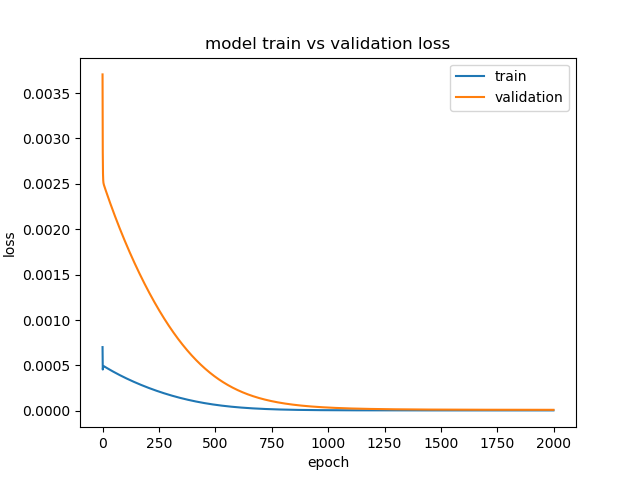 model train vs validation loss
train
validation
loss
0.0035
0.0030
0.0025
0.0020
0.0015
0.0010
0.0005
0.0000
0 250 500 750 1000 1250 1500 1750 2000
epoch